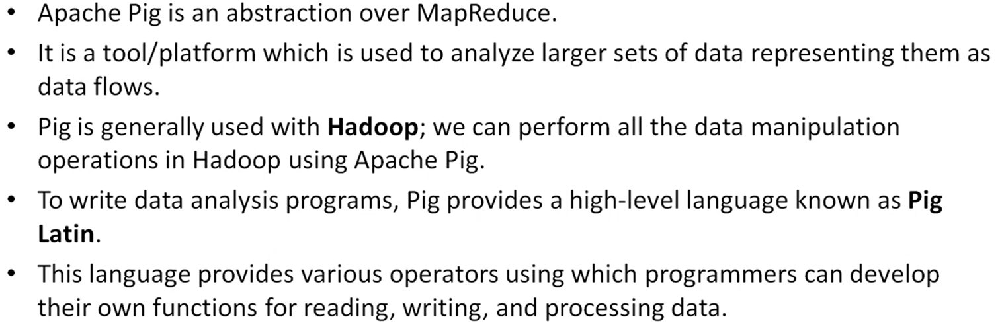 • Apache Pig is an abstraction over MapReduce.
• It is a tool/platform which is used to analyze larger sets of data representing them as
data flows.
• Pig is generally used with Hadoop; we can perform all the data manipulation
operations in Hadoop using Apache Pig.
• To write data analysis programs, Pig provides a high-level language known as Pig
Latin.
• This language provides various operators using which programmers can develop
their own functions for reading, writing, and processing data.